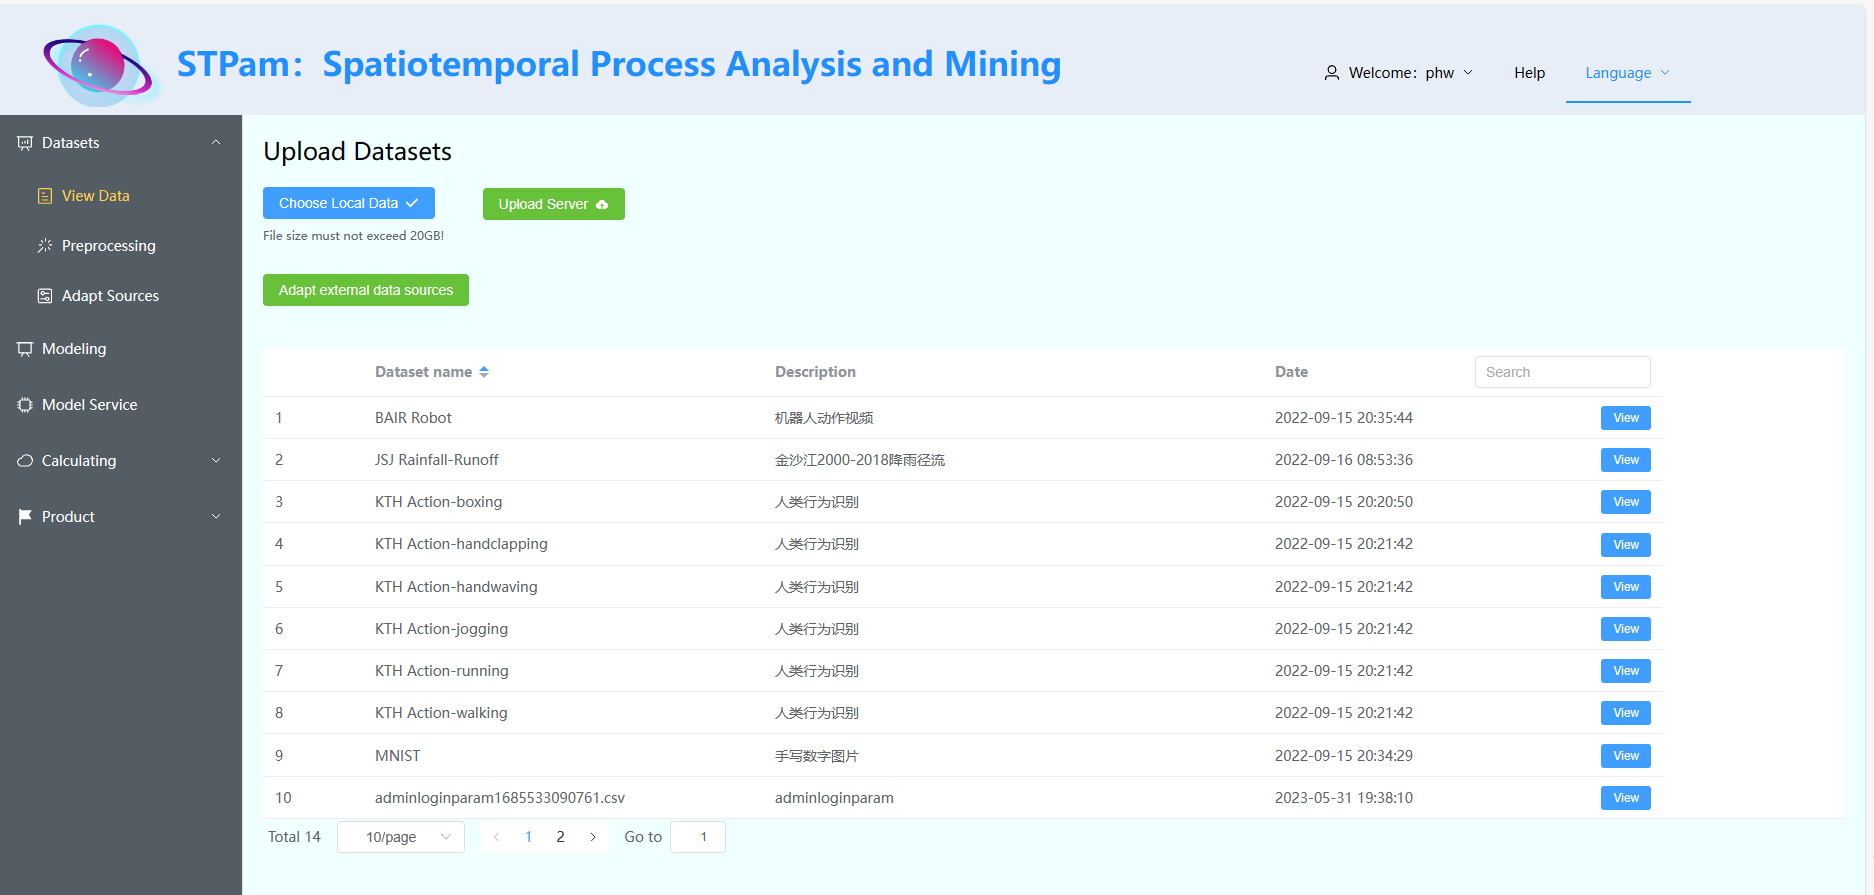 STPam：Spatiotemporal Process Analysis and Mining
Welcome：phw
Help
Language
Datasets
View Data
Preprocessing
Adapt Sources
Modeling
Model Service
Calculating
Product
Upload Datasets
Choose Local Data
Upload Server
File size must not exceed 20GB!
Adapt external data sources
Dataset name Description Date Search
1 BAIR Robot 机器人动作视频 2022-09-15 20:35:44 View
2 JSJ Rainfall-Runoff 金沙江2000-2018降雨径流 2022-09-16 08:53:36 View
3 KTH Action-boxing 人类行为识别 2022-09-15 20:20:50 View
4 KTH Action-handclapping 人类行为识别 2022-09-15 20:21:42 View
5 KTH Action-handwaving 人类行为识别 2022-09-15 20:21:42 View
6 KTH Action-jogging 人类行为识别 2022-09-15 20:21:42 View
7 KTH Action-running 人类行为识别 2022-09-15 20:21:42 View
8 KTH Action-walking 人类行为识别 2022-09-15 20:21:42 View
9 MNIST 手写数字图片 2022-09-15 20:34:29 View
10 adminloginparam1685533090761.csv adminloginparam 2023-05-31 19:38:10 View
Total 14 10/page 1 2 Go to 1